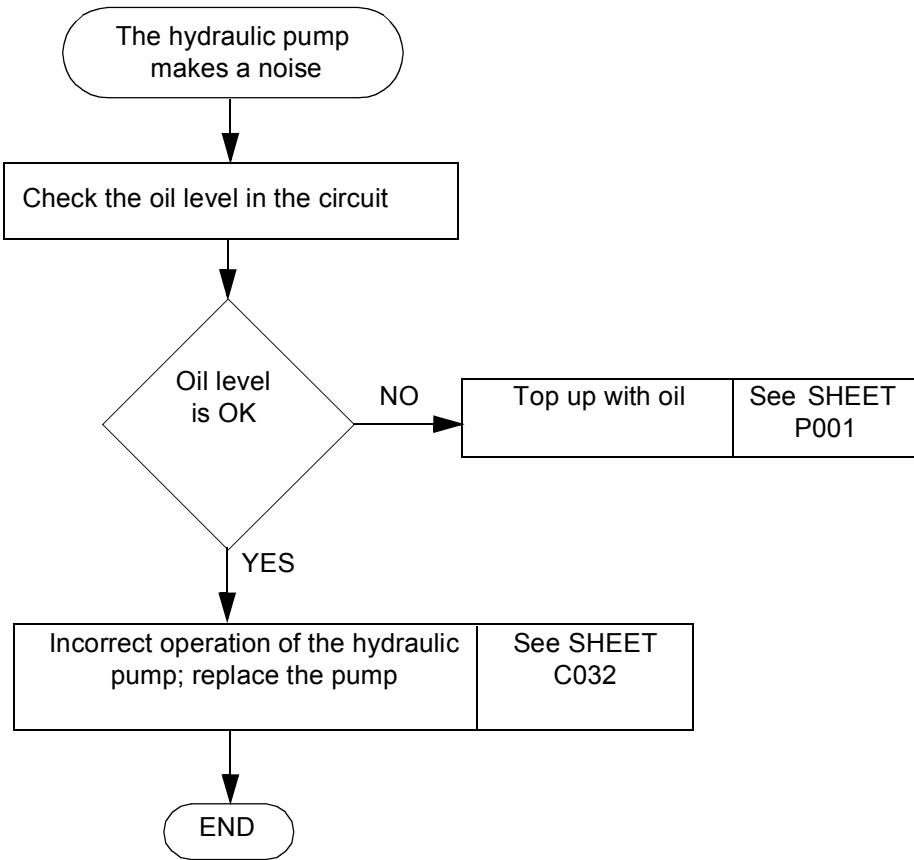 The hydraulic pump
makes a noise
Check the oil level in the circuit
Oil level
is OK
NO
Top up with oil
See SHEET
P001
YES
Incorrect operation of the hydraulic
pump; replace the pump
See SHEET
C032
END